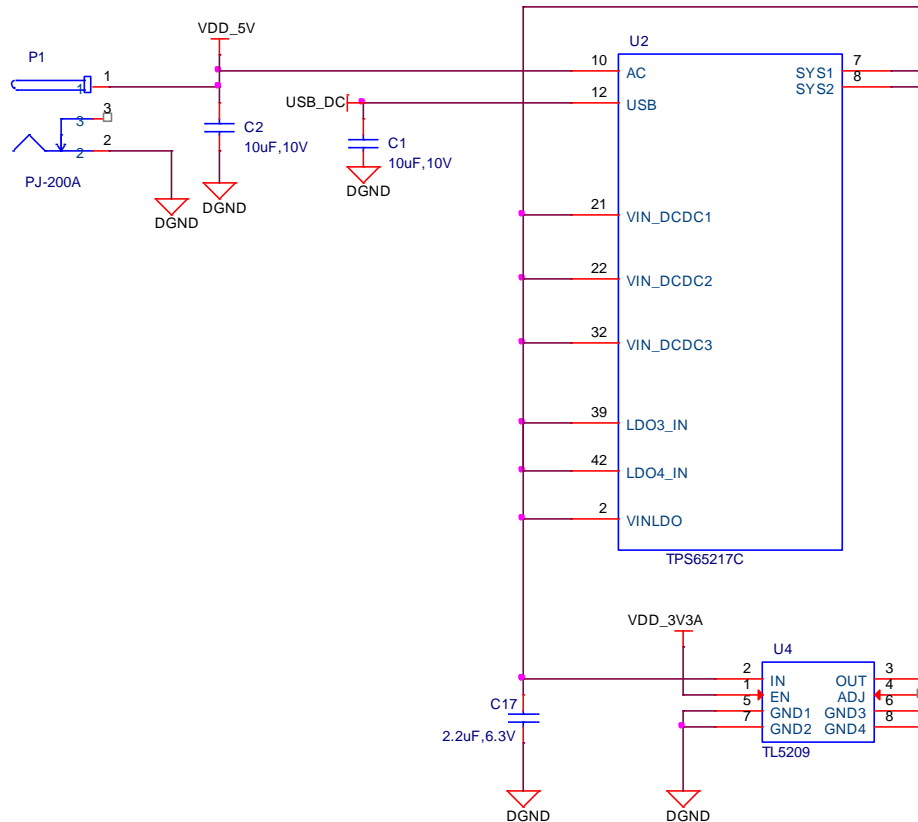 VDD_5V
U2
P1
1
1
10
AC
SYS1
7
SYS2
8
12
USB
USB_DC
3
3
C2
10uF,10V
C1
10uF,10V
2
2
PJ-200A
DGND
DGND
DGND
21
VIN_DCDC1
22
VIN_DCDC2
32
VIN_DCDC3
39
LDO3_IN
42
LDO4_IN
2
VINLDO
TPS65217C
VDD_3V3A
U4
2
IN
OUT
3
1
EN
ADJ
4
5
GND1
GND3
6
7
GND2
GND4
8
TL5209
C17
2.2uF,6.3V
DGND
DGND